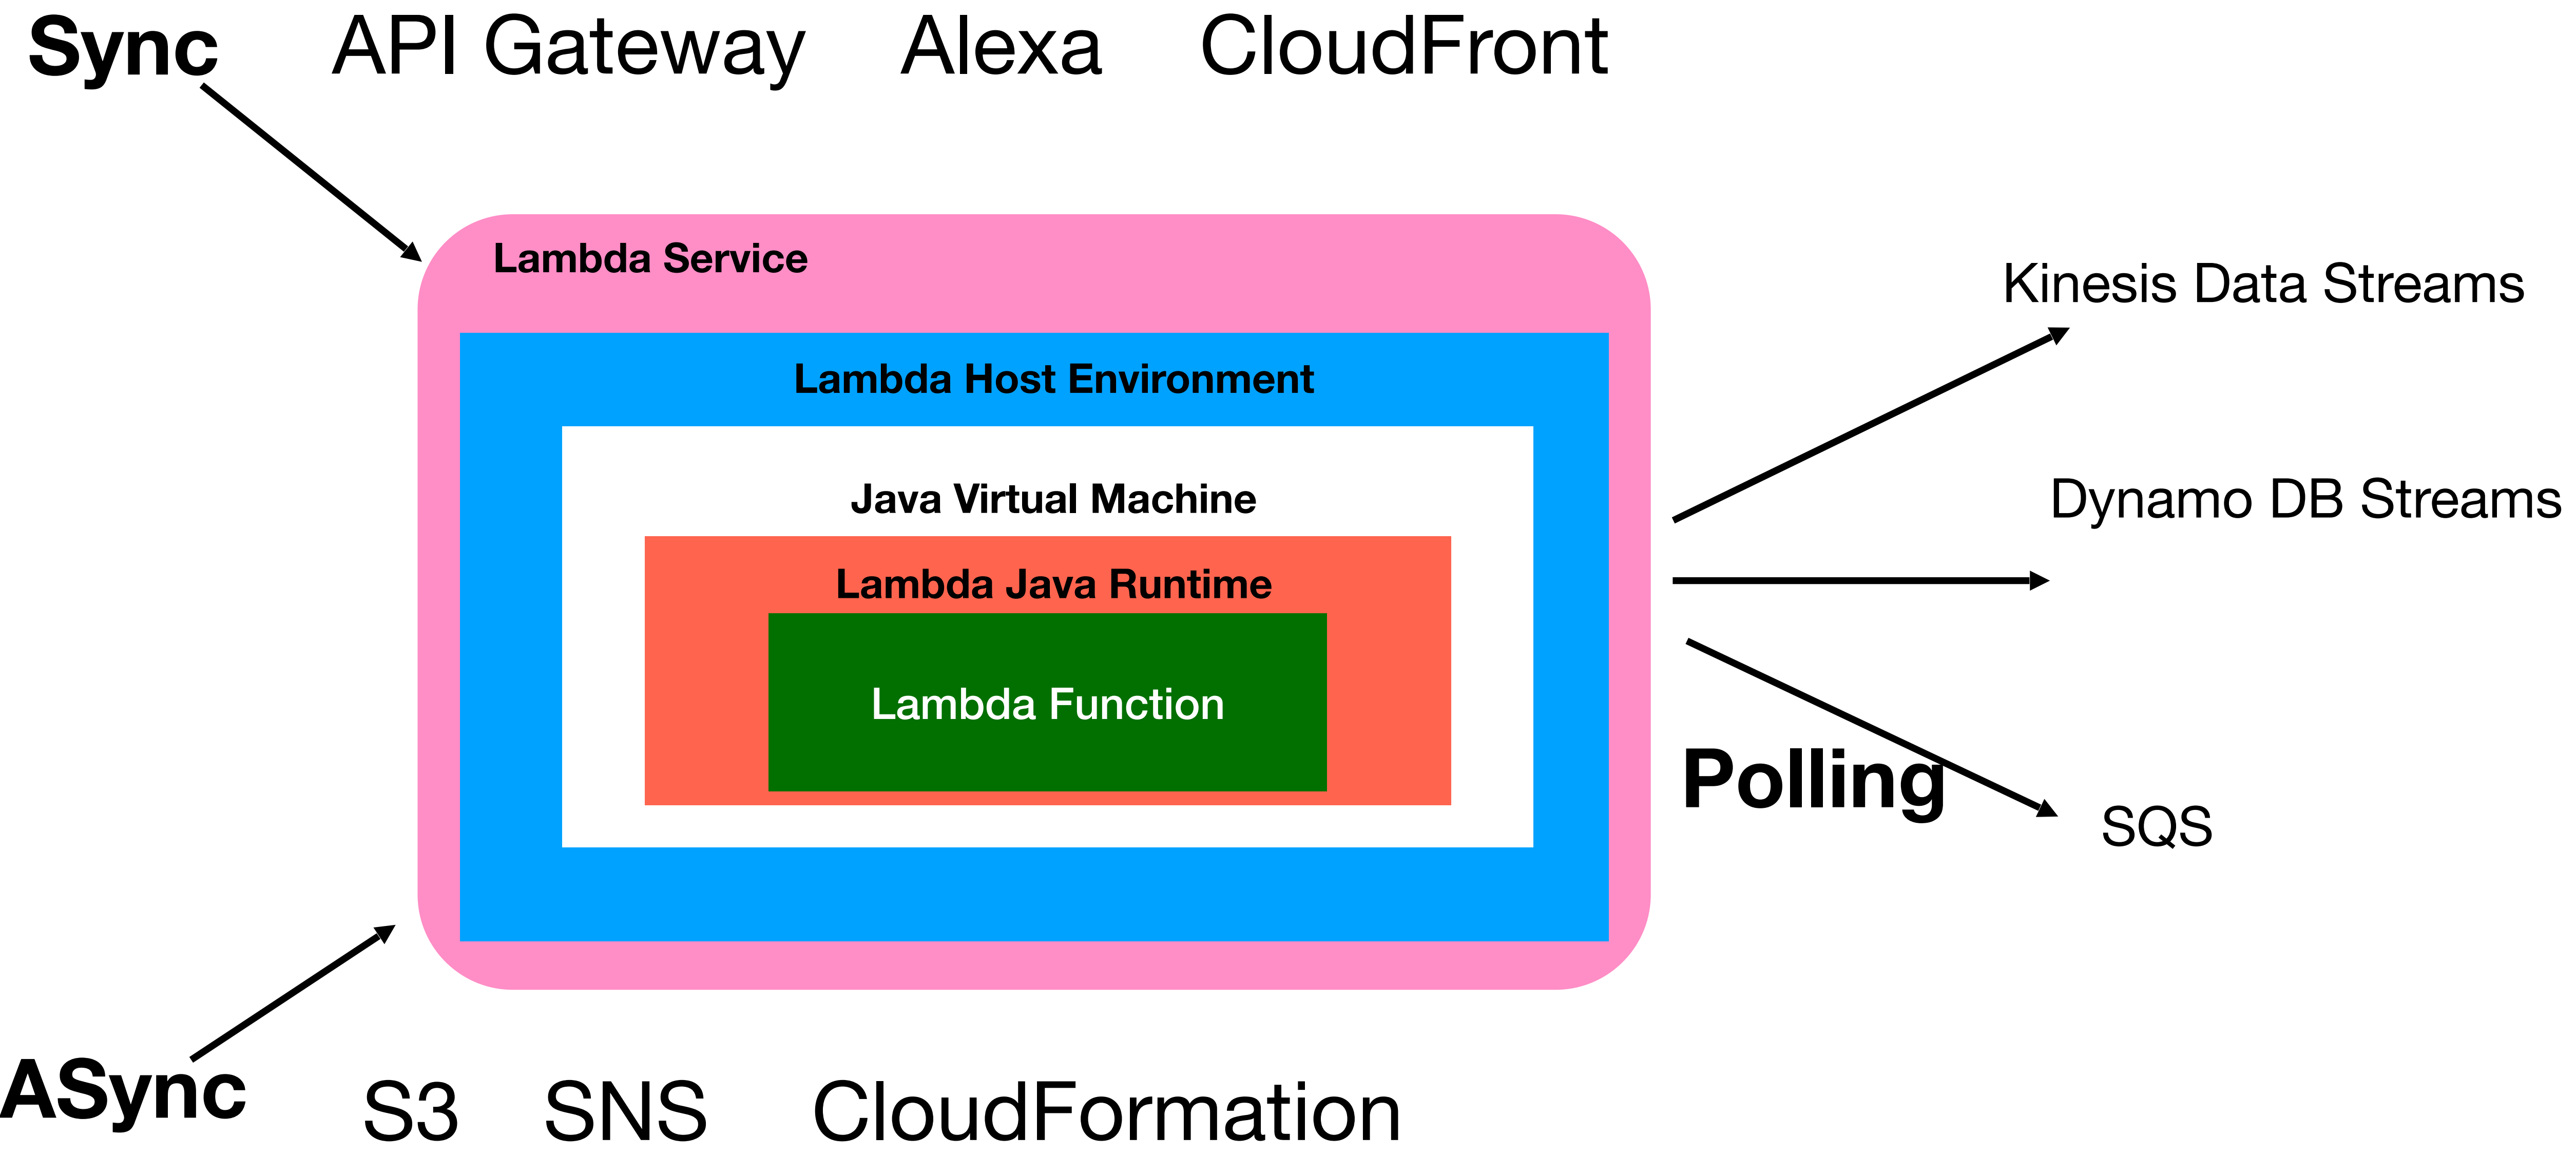 Sync API Gateway Alexa CloudFront
Lambda Service
Kinesis Data Streams
Lambda Host Environment
Java Virtual Machine
Dynamo DB Streams
Lambda Java Runtime
Lambda Function
Polling
SQS
ASync S3 SNS CloudFormation